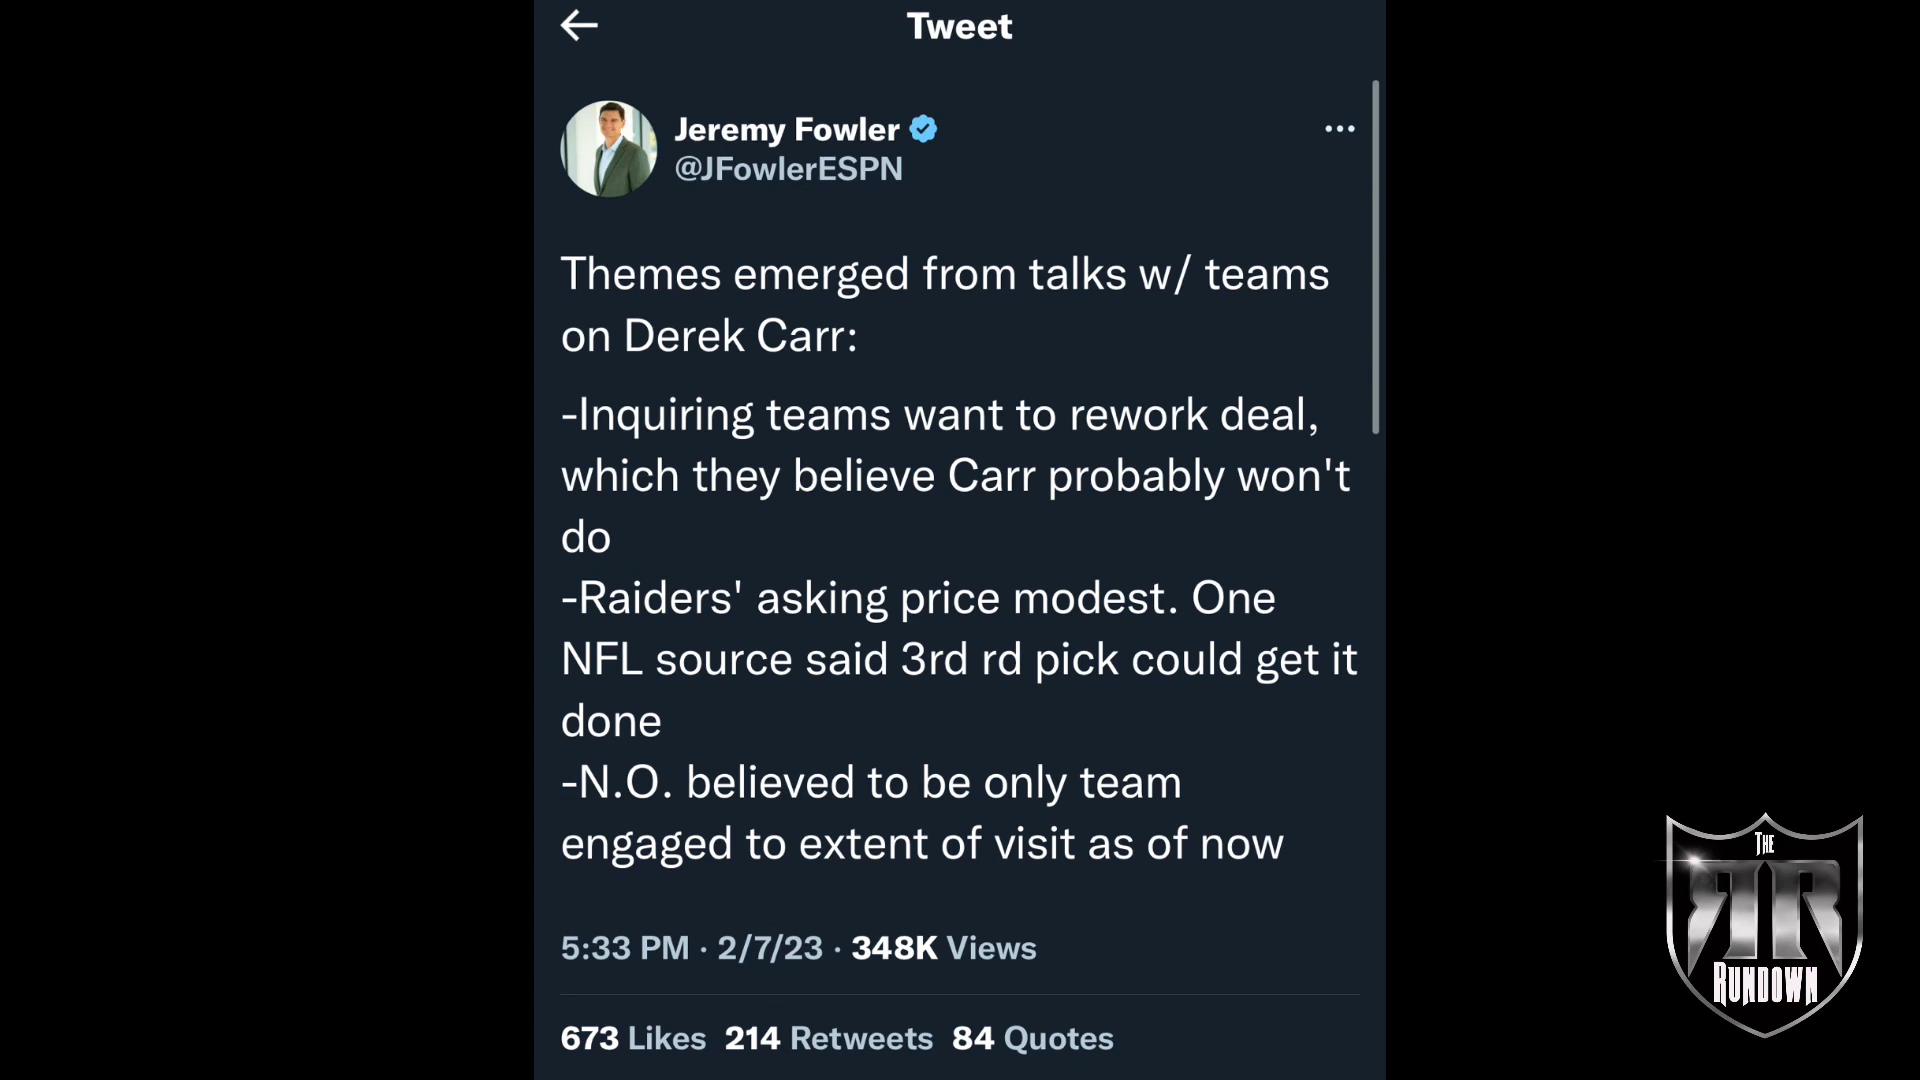 Tweet
Jeremy Fowler
@JFowlerESPN
Themes emerged from talks w/ teams
on Derek Carr:
-Inquiring teams want to rework deal,
which they believe Carr probably won't
do
-Raiders' asking price modest. One
NFL source said 3rd rd pick could get it
done
-N.O. believed to be only team
engaged to extent of visit as of now
5:33 PM · 2/7/23 · 348K Views
673 Likes 214 Retweets 84 Quotes
THE
RR
RUNDOWN